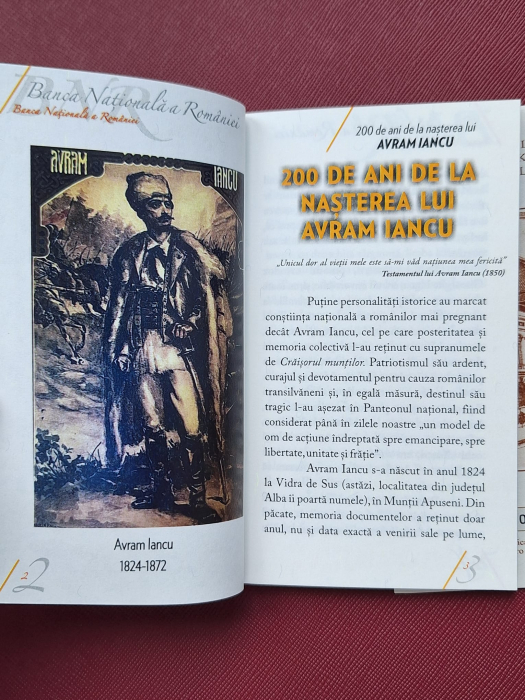 BNR
Banca Națională a României
Banca Națională a României
AVRAM IANCU
Avram Iancu
1824-1872
2
2
200 de ani de la nașterea lui
AVRAM IANCU
200 DE ANI DE LA
NAȘTEREA LUI
AVRAM IANCU
„Unicul dor al vieții mele este să-mi văd națiunea mea fericită”
Testamentul lui Avram Iancu (1850)
Puține personalități istorice au marcat
conștiința națională a românilor mai pregnant
decât Avram Iancu, cel pe care posteritatea și
memoria colectivă l-au reținut cu supranumele
de Crăișorul munților. Patriotismul său ardent,
curajul și devotamentul pentru cauza românilor
transilvăneni și, în egală măsură, destinul său
tragic l-au așezat în Panteonul național, fiind
considerat până în zilele noastre „un model de
om de acțiune îndreptată spre emancipare, spre
libertate, unitate și frăție”.
Avram Iancu s-a născut în anul 1824
la Vidra de Sus (astăzi, localitatea din județul
Alba îi poartă numele), în Munții Apuseni. Din
păcate, memoria documentelor a reținut doar
anul, nu și data exactă a venirii sale pe lume,
3
3